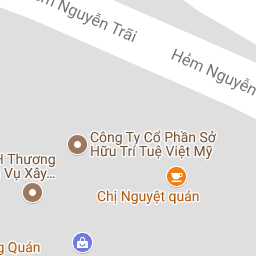 Hẻm Nguyễn Trãi
Hẻm Nguyễn
Công Ty Cổ Phần Sở
Hữu Trí Tuệ Việt Mỹ
H Thương
Vụ Xây...
Chị Nguyệt quán
g Quán